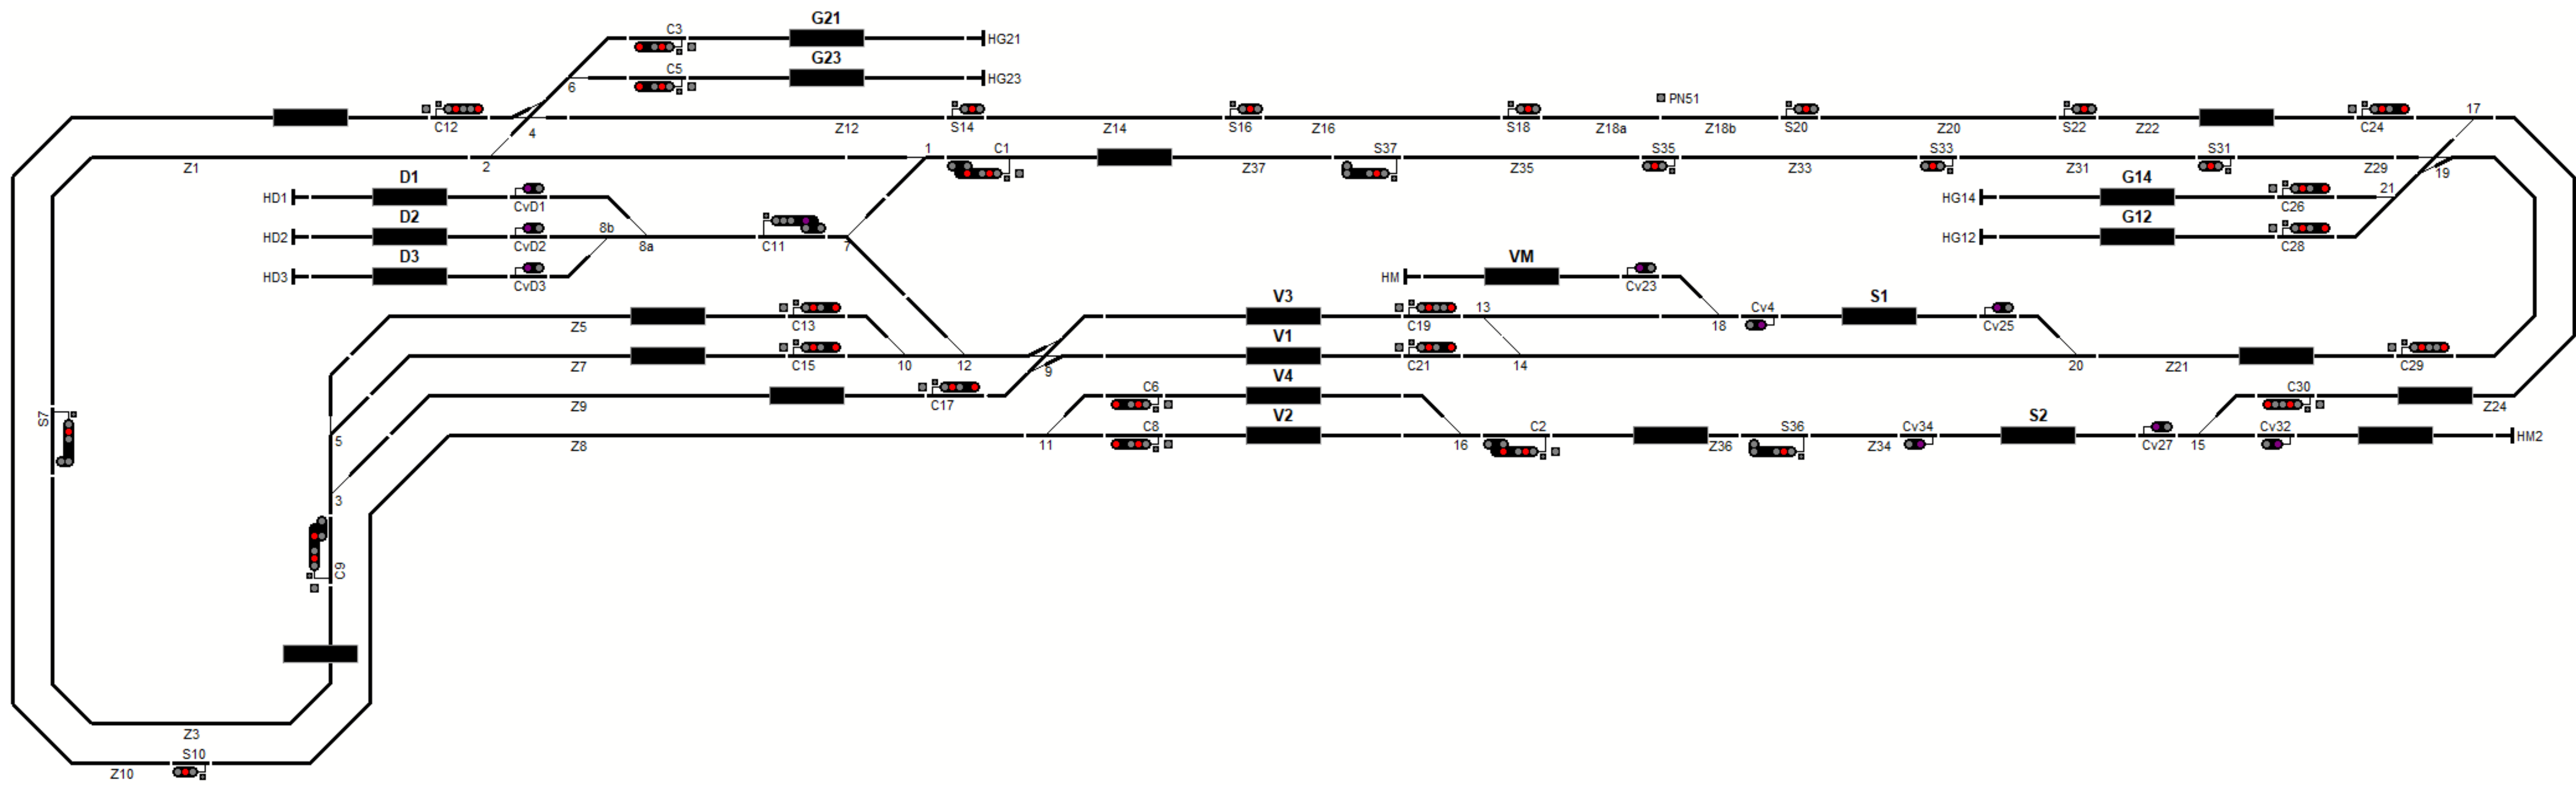 G21
C3
HG21
G23
C5
HG23
6
PN51
17
C12
4
Z12
S14
Z14
S16
Z16
S18
Z18a
Z18b
S20
Z20
S22
Z22
C24
Z1
2
1
C1
Z37
S37
Z35
S35
Z33
S33
Z31
S31
Z29
19
D1
HD1
CvD1
G14
HG14
C26
21
D2
HD2
CvD2
8b
8a
C11
7
G12
HG12
C28
D3
HD3
CvD3
VM
HM
Cv23
V3
Z5
C13
C19
13
18
Cv4
S1
Cv25
V1
Z7
C15
10
12
9
C21
14
20
Z21
C29
V4
Z9
C17
C6
C30
Z24
S7
5
V2
Z8
11
C8
16
C2
Z36
S36
Z34
Cv34
S2
Cv27
15
Cv32
HM2
3
C9
Z3
S10
Z10